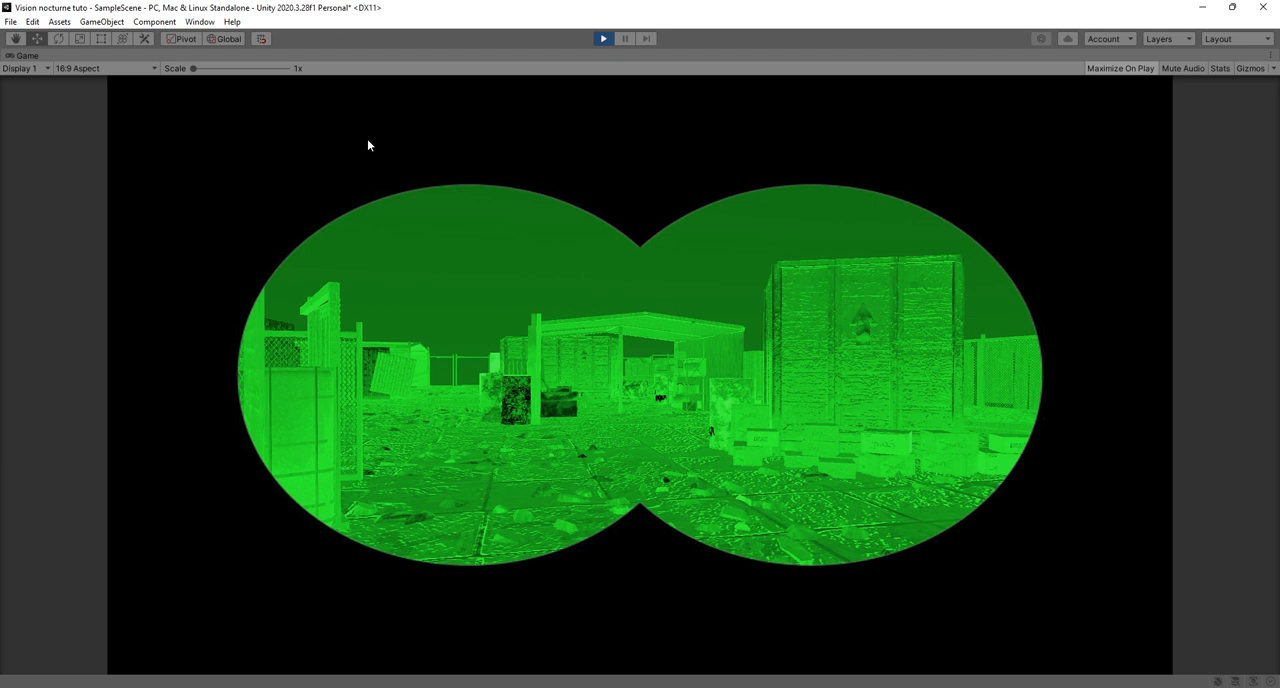 Vision nocturne tuto - SampleScene - PC, Mac & Linux Standalone - Unity 2020.3.28f1 Personal* <DX11>
File Edit Assets GameObject Component Window Help
Pivot Global Account Layers Layout
Game
Display 1 16:9 Aspect Scale 1x Maximize On Play Mute Audio Stats Gizmos